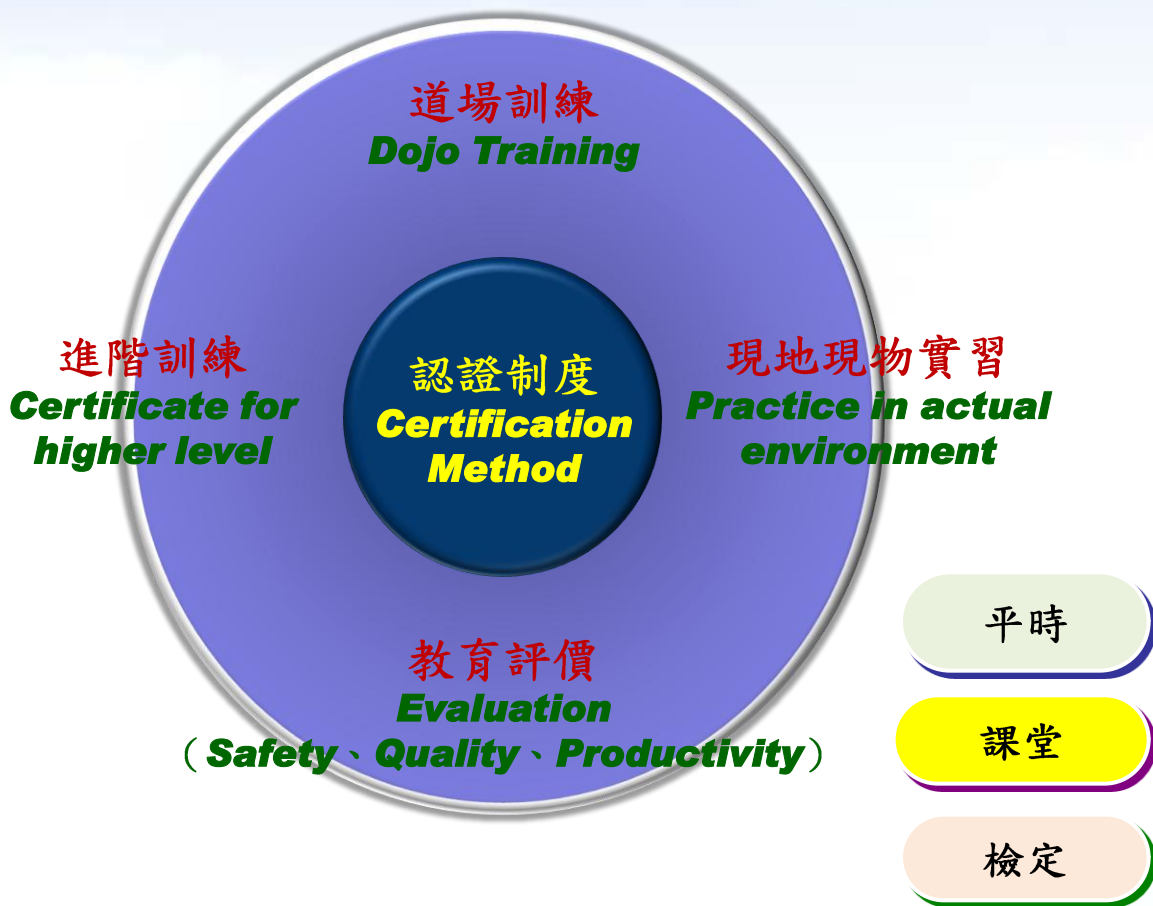 道場訓練
Dojo Training
進階訓練
Certificate for
higher level
認證制度
Certification
Method
現地現物實習
Practice in actual
environment
教育評價
Evaluation
（Safety、Quality、Productivity）
平時
課堂
檢定